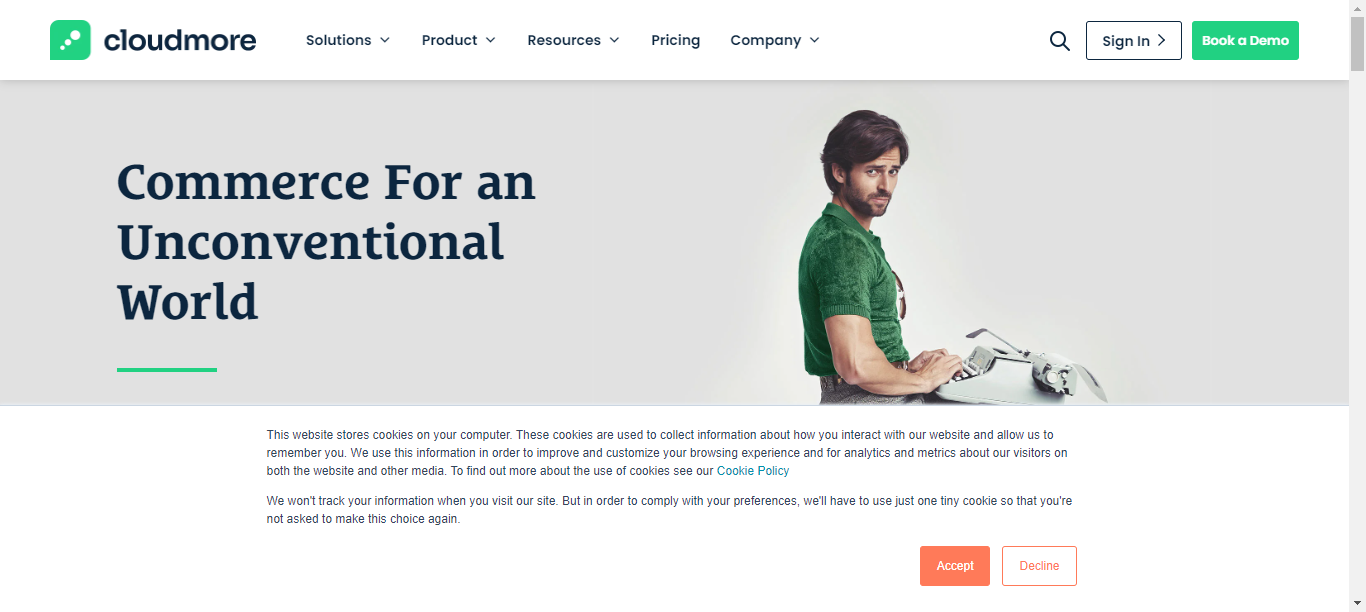 cloudmore
Solutions
Product
Resources
Pricing
Company
Sign In
Book a Demo
Commerce For an
Unconventional
World
This website stores cookies on your computer. These cookies are used to collect information about how you interact with our website and allow us to
remember you. We use this information in order to improve and customize your browsing experience and for analytics and metrics about our visitors on
both the website and other media. To find out more about the use of cookies see our Cookie Policy
We won't track your information when you visit our site. But in order to comply with your preferences, we'll have to use just one tiny cookie so that you're
not asked to make this choice again.
Accept
Decline